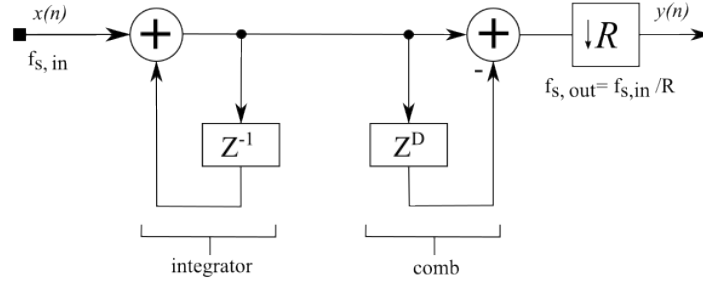 x(n)
f_s, in
+
Z^-1
integrator
+
-
Z^D
comb
↓R
y(n)
f_s, out= f_s,in /R